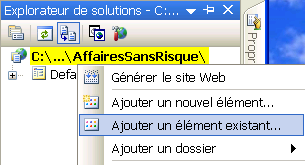 Explorateur de solutions - C:...
C:\...\AffairesSansRisque\
Defa
Générer le site Web
Ajouter un nouvel élément...
Ajouter un élément existant...
Ajouter un dossier
Propri